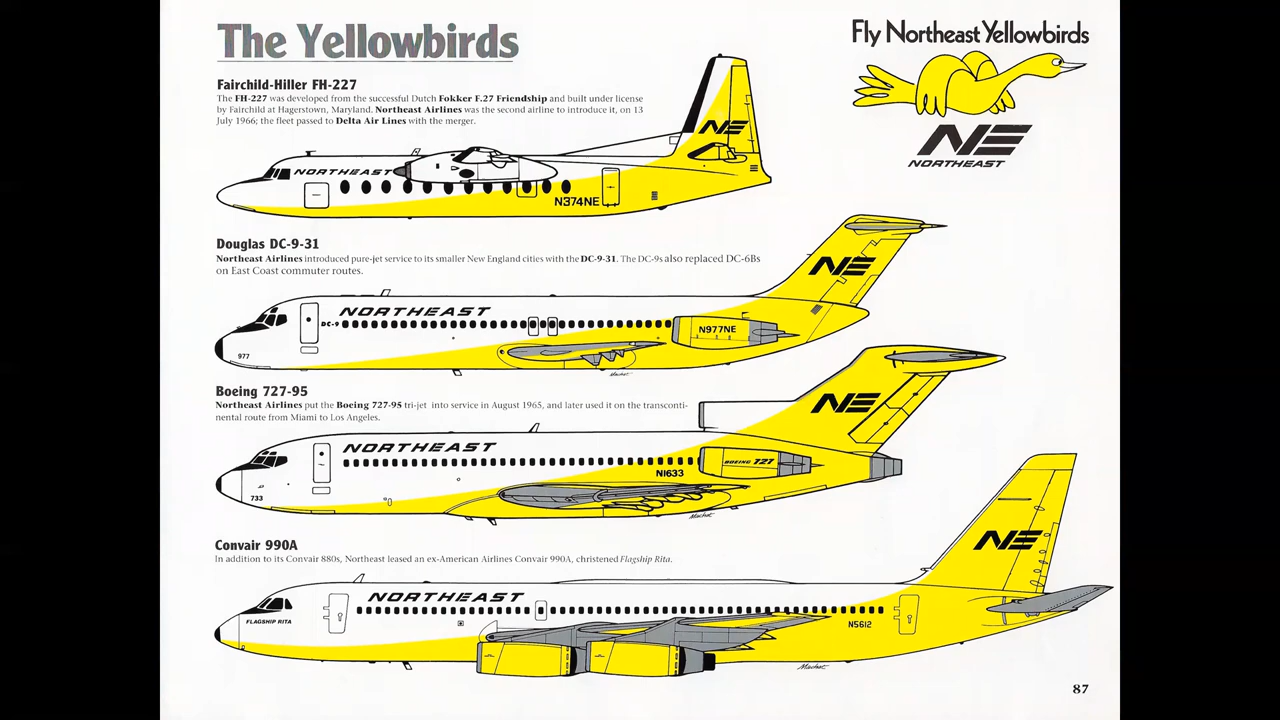 The Yellowbirds
Fly Northeast Yellowbirds
NE
NORTHEAST
Fairchild-Hiller FH-227
The FH-227 was developed from the successful Dutch Fokker F.27 Friendship and built under license
by Fairchild at Hagerstown, Maryland. Northeast Airlines was the second airline to introduce it, on 13
July 1966; the fleet passed to Delta Air Lines with the merger.
NE
NORTHEAST
N374NE
Douglas DC-9-31
Northeast Airlines introduced pure-jet service to its smaller New England cities with the DC-9-31. The DC-9s also replaced DC-6Bs
on East Coast commuter routes.
NE
NORTHEAST
DC-9
N977NE
977
Machat
Boeing 727-95
Northeast Airlines put the Boeing 727-95 tri-jet into service in August 1965, and later used it on the transconti-
nental route from Miami to Los Angeles.
NE
NORTHEAST
BOEING 727
N1633
733
Machat
Convair 990A
In addition to its Convair 880s, Northeast leased an ex-American Airlines Convair 990A, christened Flagship Rita.
NE
NORTHEAST
FLAGSHIP RITA
N5612
Machat
87